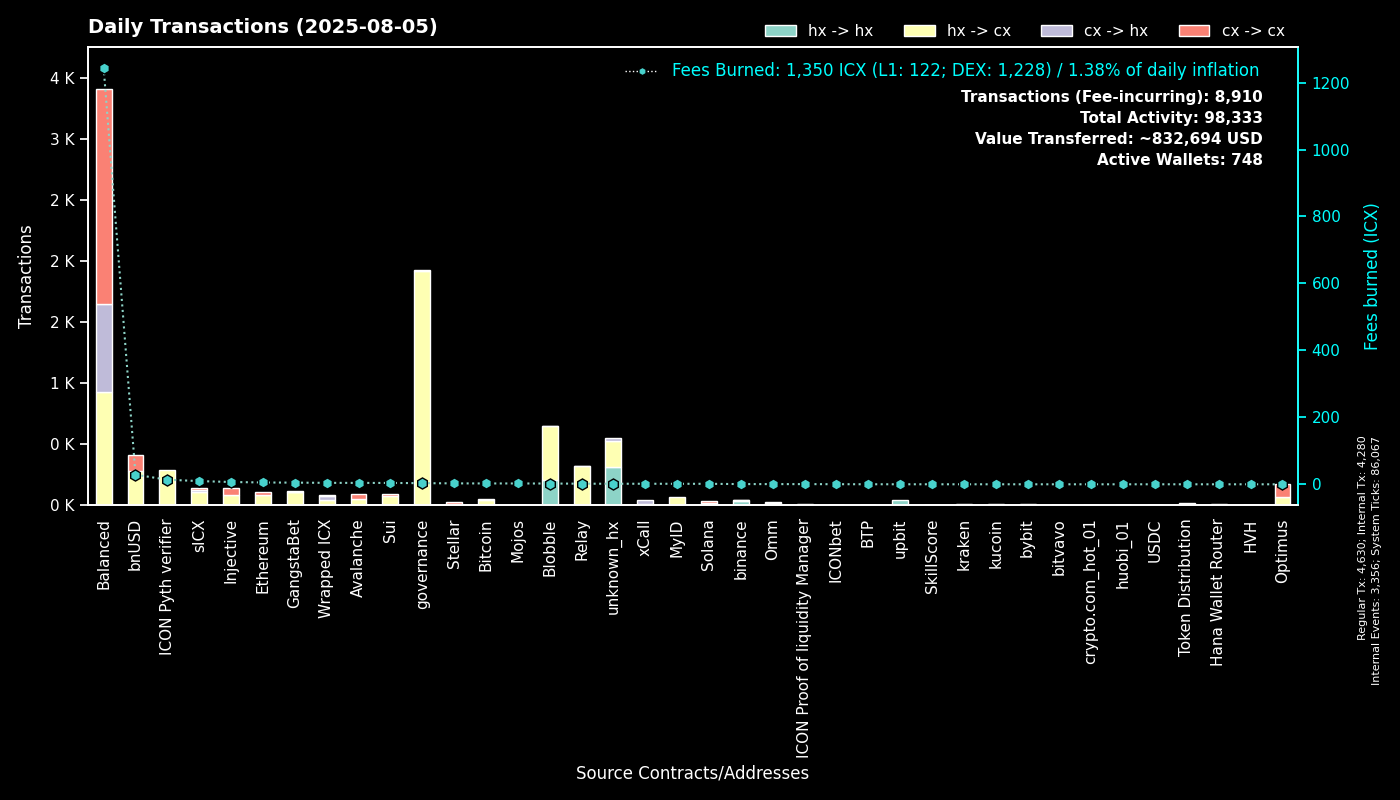 Daily Transactions (2025-08-05)
hx -> hx
hx -> cx
cx -> hx
cx -> cx
Fees Burned: 1,350 ICX (L1: 122; DEX: 1,228) / 1.38% of daily inflation
Transactions (Fee-incurring): 8,910
Total Activity: 98,333
Value Transferred: ~832,694 USD
Active Wallets: 748
Transactions
4 K
3 K
2 K
2 K
2 K
1 K
0 K
0 K
1200
1000
800
600
400
200
0
Fees burned (ICX)
Balanced
bnUSD
ICON Pyth verifier
sICX
Injective
Ethereum
GangstaBet
Wrapped ICX
Avalanche
Sui
governance
Stellar
Bitcoin
Mojos
Blobble
Relay
unknown_hx
xCall
MyID
Solana
binance
Omm
ICON Proof of liquidity Manager
ICONbet
BTP
upbit
SkillScore
kraken
kucoin
bybit
bitvavo
crypto.com_hot_01
huobi_01
USDC
Token Distribution
Hana Wallet Router
HVH
Optimus
Source Contracts/Addresses
Regular Tx: 4,630; Internal Tx: 4,280
Internal Events: 3,356; System Ticks: 86,067